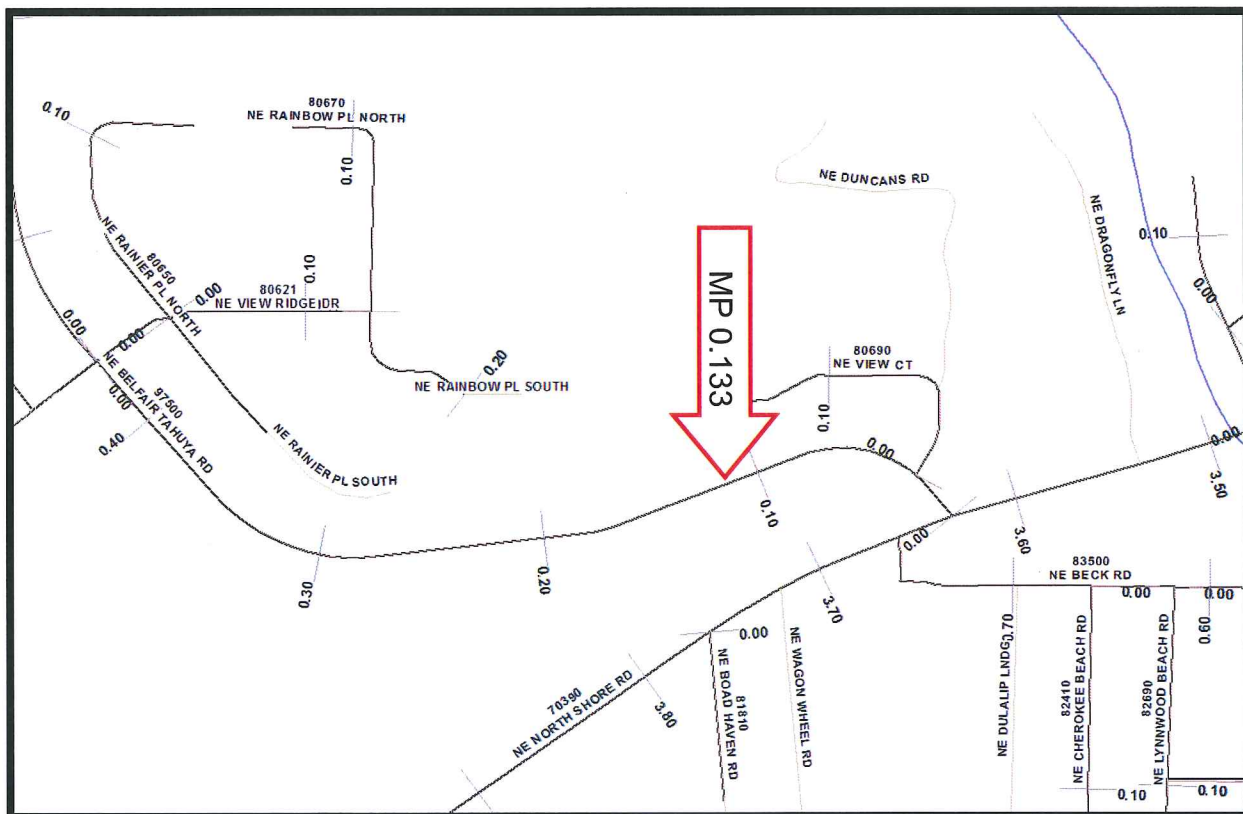 0.10
80670
NE RAINBOW PL NORTH
0.10
NE DUNCANS RD
NE DRAGONFLY LN
0.10
0.00
NE RAINIER PL NORTH
80650
0.00
0.10
80621
NE VIEW RIDGE DR
0.00
0.00
MP 0.133
80690
NE VIEW CT
0.10
0.20
NE RAINBOW PL SOUTH
NE BELFAIR TAHUYA RD
97500
0.00
0.40
NE RAINIER PL SOUTH
0.00
0.00
3.50
0.10
0.00
3.60
0.20
0.30
3.70
83500
NE BECK RD
0.00
0.00
0.60
0.00
NE WAGON WHEEL RD
NE BOAD HAVEN RD
81810
NE DULALIP LNDG
0.70
82410
NE CHEROKEE BEACH RD
82690
NE LYNNWOOD BEACH RD
70390
NE NORTH SHORE RD
3.80
0.10
0.10